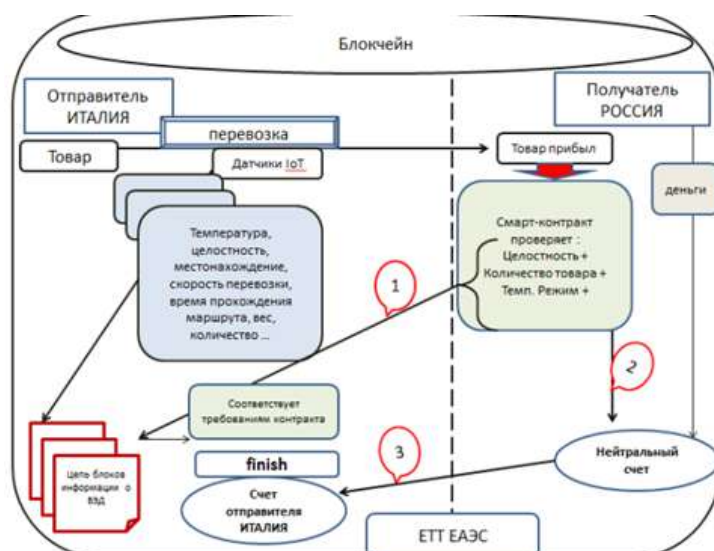 Блокчейн
Отправитель
ИТАЛИЯ
Получатель
РОССИЯ
перевозка
Товар
Датчики IoT
Товар прибыл
деньги
Температура,
целостность,
местонахождение,
скорость перевозки,
время прохождения
маршрута, вес,
количество ...
Смарт-контракт
проверяет :
Целостность +
Количество товара +
Темп. Режим +
1
2
Соответствует
требованиям контракта
3
finish
Нейтральный
счет
Цепь блоков
информации о
ВЭД
Счет
отправителя
ИТАЛИЯ
ЕТТ ЕАЭС